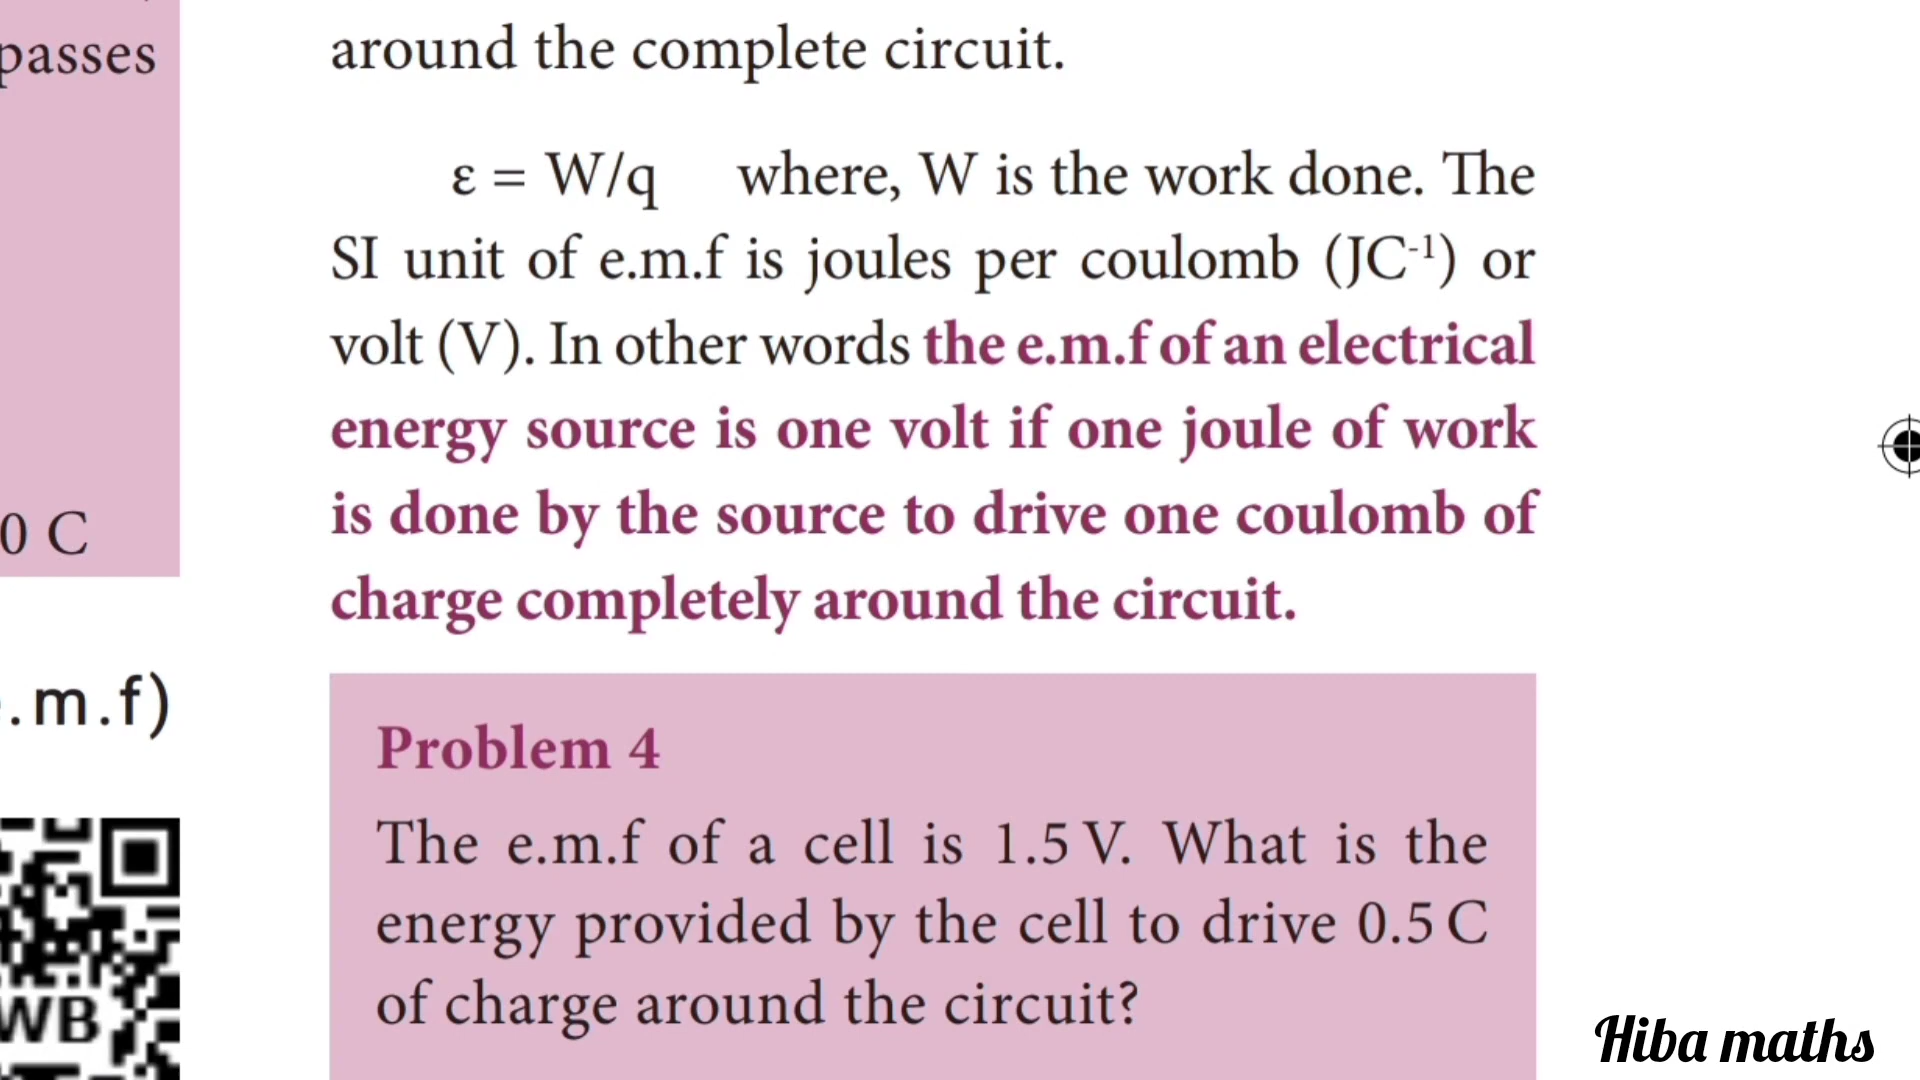 passes
0 C
.m.f)
WB
around the complete circuit.
ε = W/q where, W is the work done. The
SI unit of e.m.f is joules per coulomb (JC⁻¹) or
volt (V). In other words the e.m.f of an electrical
energy source is one volt if one joule of work
is done by the source to drive one coulomb of
charge completely around the circuit.
Problem 4
The e.m.f of a cell is 1.5 V. What is the
energy provided by the cell to drive 0.5 C
of charge around the circuit?
Hiba maths